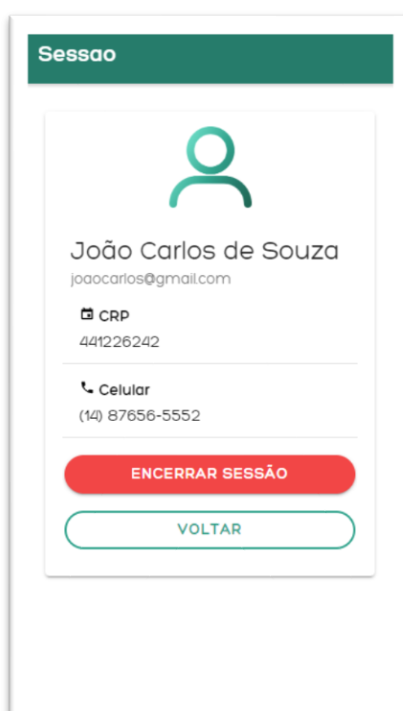 Sessao
João Carlos de Souza
joaocarlos@gmail.com
CRP
441226242
Celular
(14) 87656-5552
ENCERRAR SESSÃO
VOLTAR